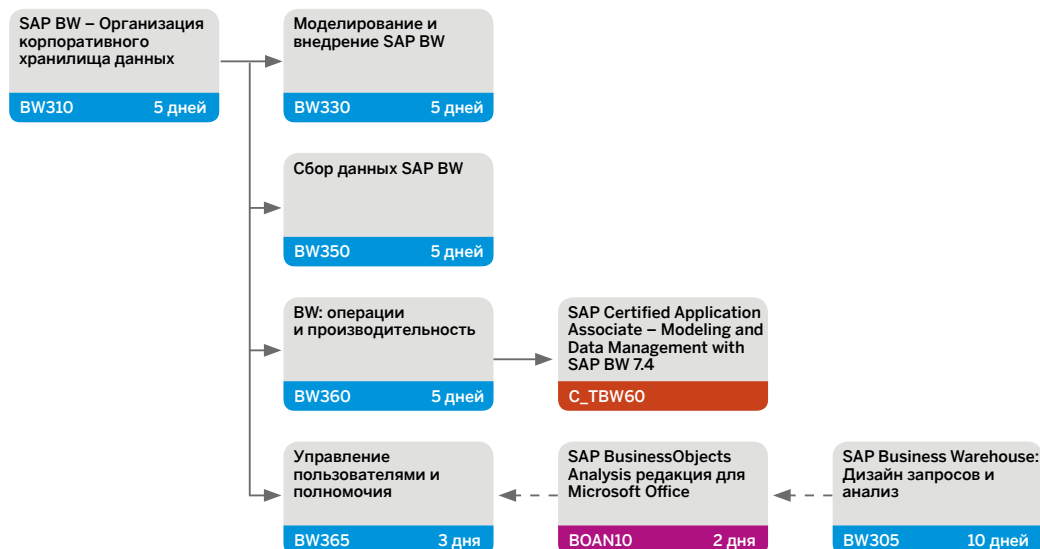 SAP BW – Организация
корпоративного
хранилища данных
BW310 5 дней
Моделирование и
внедрение SAP BW
BW330 5 дней
Сбор данных SAP BW
BW350 5 дней
BW: операции
и производительность
BW360 5 дней
SAP Certified Application
Associate – Modeling and
Data Management with
SAP BW 7.4
C_TBW60
Управление
пользователями и
полномочия
BW365 3 дня
SAP BusinessObjects
Analysis редакция для
Microsoft Office
BOAN10 2 дня
SAP Business Warehouse:
Дизайн запросов и
анализ
BW305 10 дней